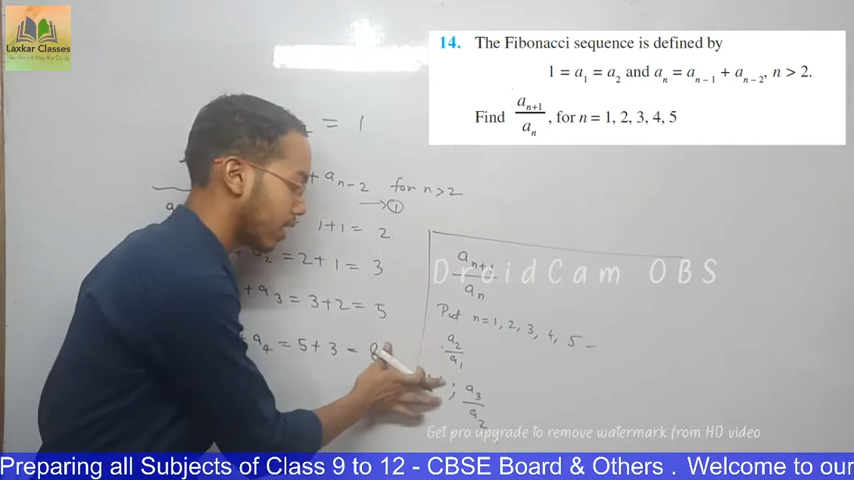 Laxkar Classes
14. The Fibonacci sequence is defined by
1 = a₁ = a₂ and aₙ = aₙ₋₁ + aₙ₋₂, n > 2.
Find aₙ₊₁/aₙ, for n = 1, 2, 3, 4, 5
= 1
+ aₙ₋₂ for n>2
→ ①
1+1 = 2
a₂ = 2+1 = 3
+ a₃ = 3+2 = 5
+ a₄ = 5+3 = 8
aₙ₊₁/aₙ
Put n=1, 2, 3, 4, 5 –
a₂/a₁
; a₃/a₂
DroidCam OBS
Get pro upgrade to remove watermark from HD video
Preparing all Subjects of Class 9 to 12 - CBSE Board & Others . Welcome to our